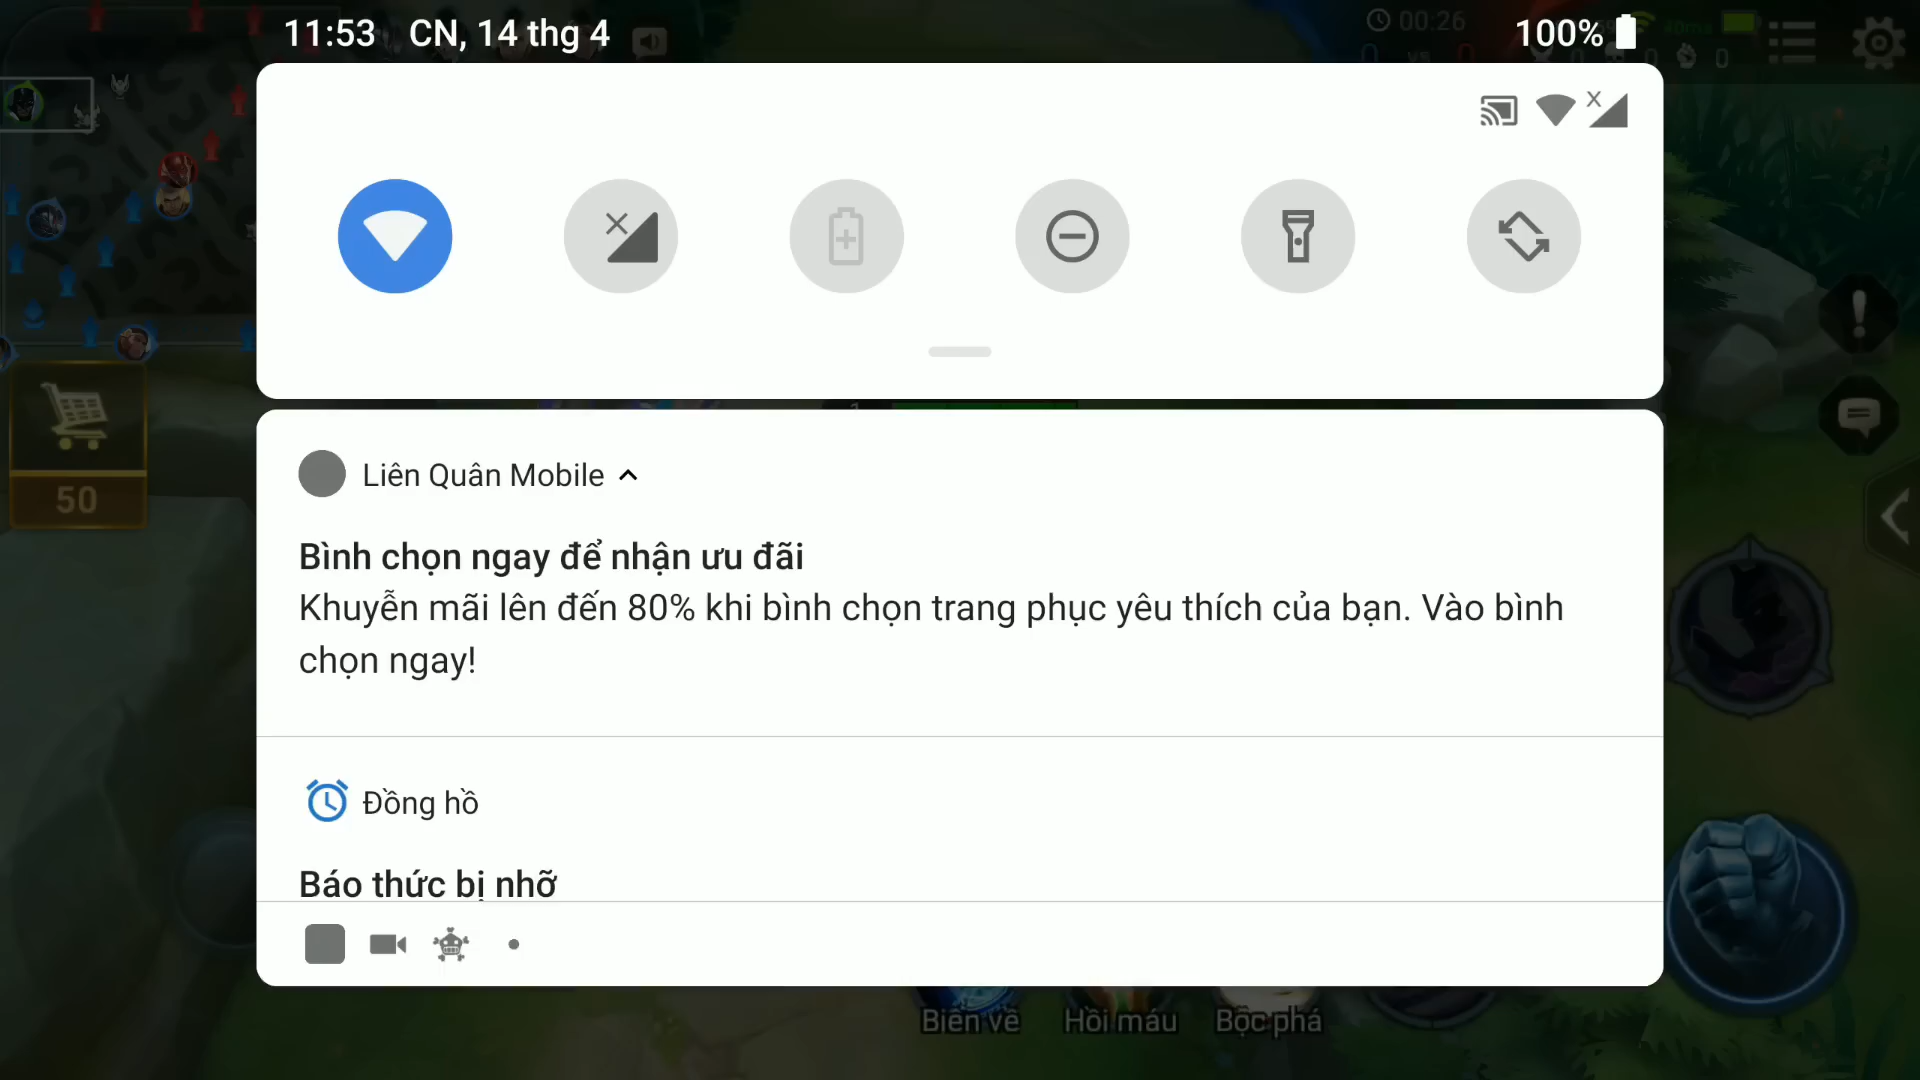 11:53 CN, 14 thg 4
00:26
100%
vs
0
50
Liên Quân Mobile
Bình chọn ngay để nhận ưu đãi
Khuyễn mãi lên đến 80% khi bình chọn trang phục yêu thích của bạn. Vào bình
chọn ngay!
Đồng hồ
Báo thức bị nhỡ
Biến về Hồi máu Bộc phá